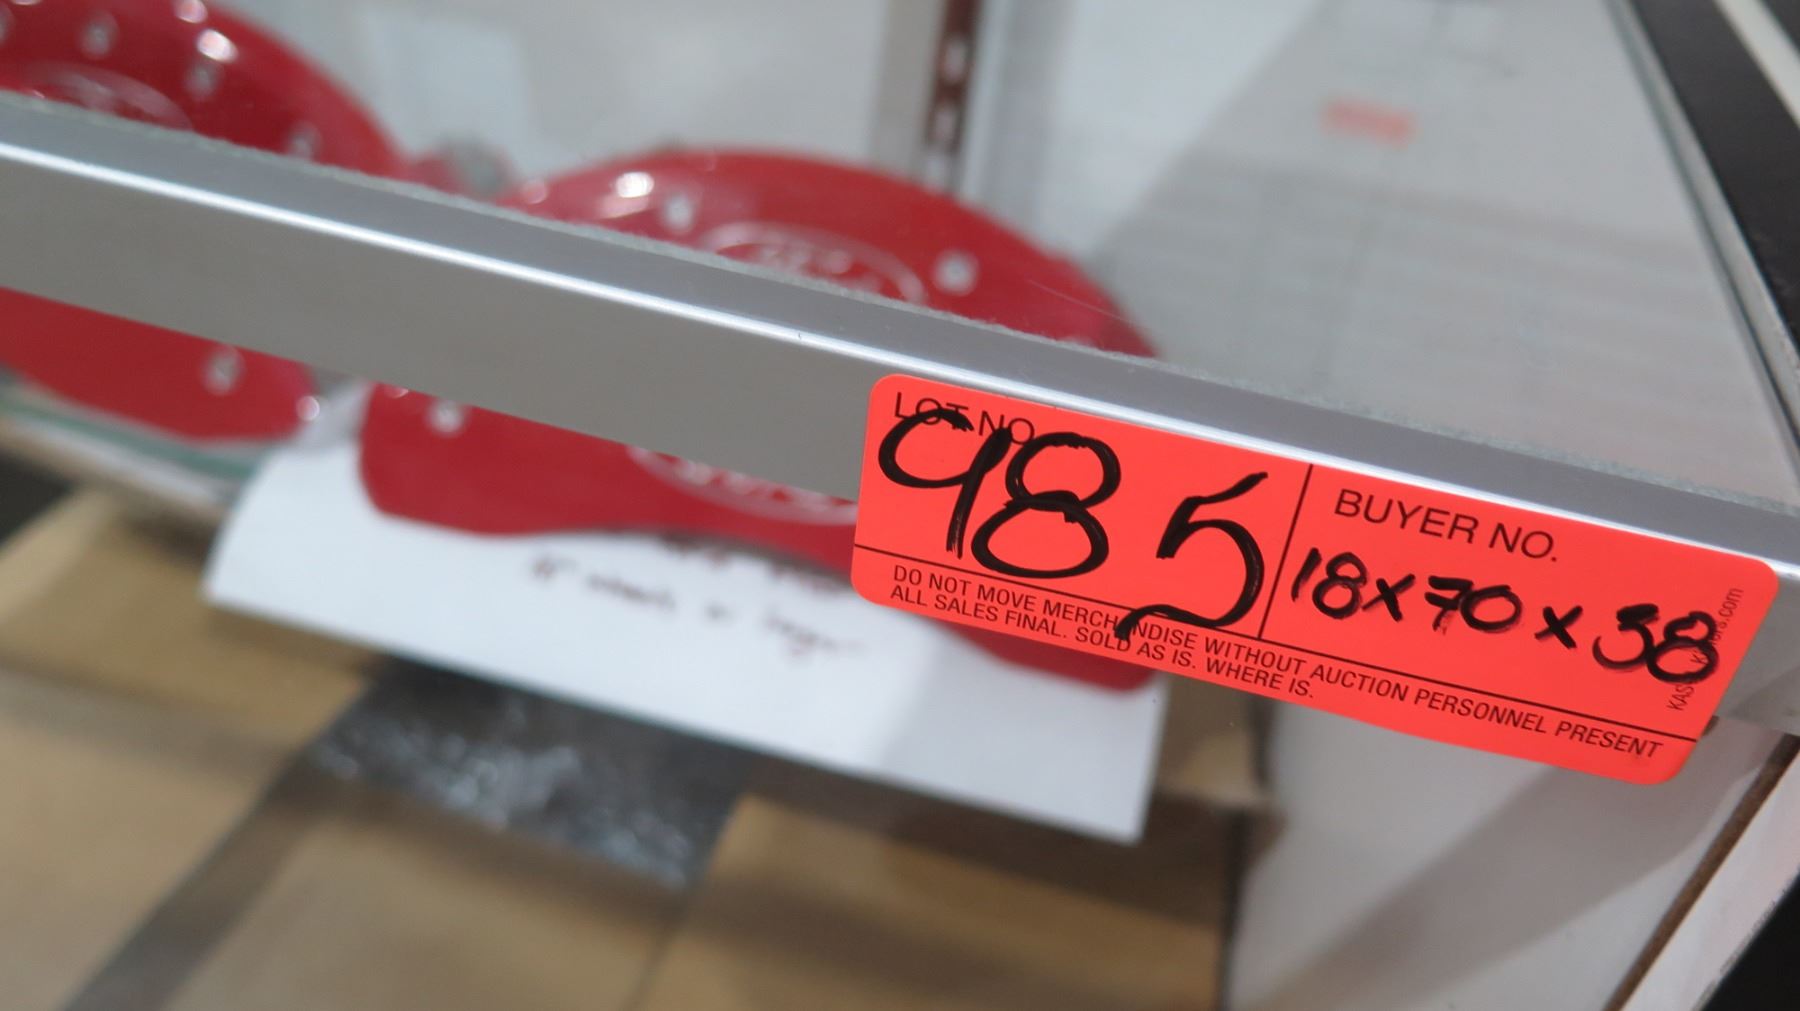 LOT NO.
985
BUYER NO.
18x70x38
DO NOT MOVE MERCHANDISE WITHOUT AUCTION PERSONNEL PRESENT
ALL SALES FINAL. SOLD AS IS. WHERE IS.